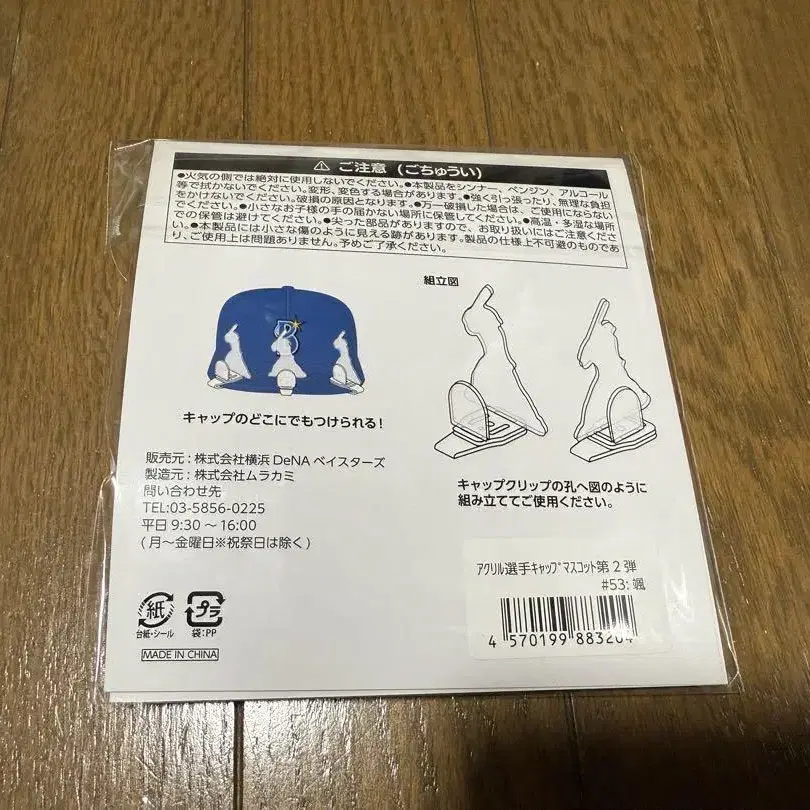 ⚠ ご注意（ごちゅうい）
●火気の側では絶対に使用しないでください。●本製品をシンナー、ベンジン、アルコール
等で拭かないでください。変形、変色する場合があります。●強く引っ張ったり、無理な負担
をかけないでください。破損の原因となります。●万一破損した場合は、ご使用にならない
でください。●小さなお子様の手の届かない場所に保管してください。●高温・多湿な場所
での保管は避けてください。●尖った部品がありますので、お取り扱いにはご注意くださ
い。●本製品には小さな傷のように見える跡があります。製品の仕様上不可避のものであ
り、ご使用上は問題ありません。予めご了承ください。
組立図
B
キャップのどこにでもつけられる！
キャップクリップの孔へ図のように
組み立ててご使用ください。
販売元：株式会社横浜DeNAベイスターズ
製造元：株式会社ムラカミ
問い合わせ先
TEL:03-5856-0225
平日 9:30～16:00
(月～金曜日※祝祭日は除く)
アクリル選手キャップマスコット第2弾
#53: 颯
4 570199 883204
紙
台紙・シール
プラ
袋:PP
MADE IN CHINA